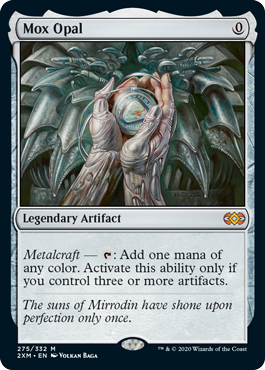 Mox Opal 0
Legendary Artifact
Metalcraft — : Add one mana of
any color. Activate this ability only if
you control three or more artifacts.
The suns of Mirrodin have shone upon
perfection only once.
275/332 M
2XM • EN VOLKAN BAGA
™ & © 2020 Wizards of the Coast